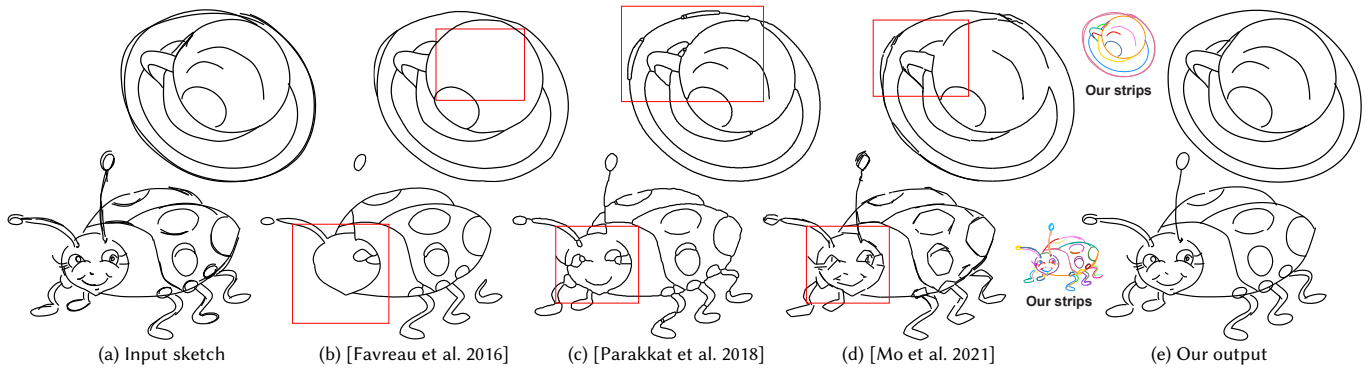 Our strips
Our strips
(a) Input sketch
(b) [Favreau et al. 2016]
(c) [Parakkat et al. 2018]
(d) [Mo et al. 2021]
(e) Our output